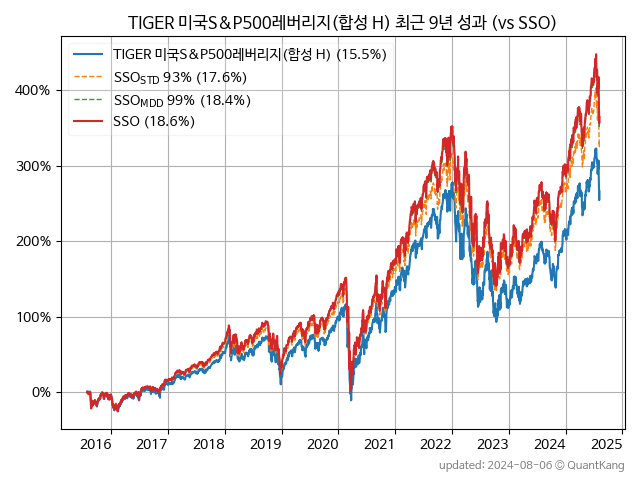 TIGER 미국S&P500레버리지(합성 H) 최근 9년 성과 (vs SSO)
TIGER 미국S&P500레버리지(합성 H) (15.5%)
SSO_STD 93% (17.6%)
SSO_MDD 99% (18.4%)
SSO (18.6%)
400%
300%
200%
100%
0%
2016 2017 2018 2019 2020 2021 2022 2023 2024 2025
updated: 2024-08-06 © QuantKang